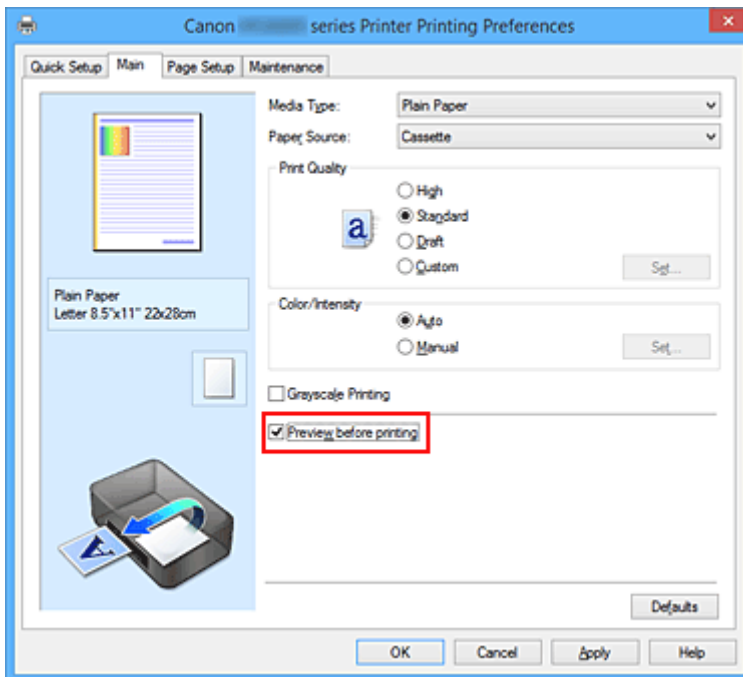 Canon series Printer Printing Preferences
Quick Setup Main Page Setup Maintenance
Media Type: Plain Paper
Paper Source: Cassette
Print Quality
High
a Standard
Draft
Custom Set...
Plain Paper
Letter 8.5"x11" 22x28cm
Color/Intensity
Auto
Manual Set...
Grayscale Printing
Preview before printing
A
Defaults
OK Cancel Apply Help